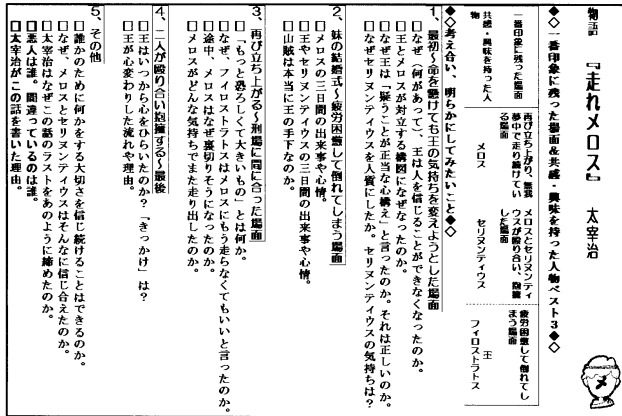 物語　『走れメロス』　太宰治
◆◇一番印象に残った場面＆共感・興味を持った人物ベスト３◆◇
一番印象に残った場面
再び立ち上がり、無我夢中で走り続けている場面
メロスとセリヌンティウスが殴り合い、抱擁した場面
疲労困憊して倒れてしまう場面
共感・興味を持った人
メロス
セリヌンティウス
王
フィロストラトス
◆◇考え合い、明らかにしてみたいこと◆◇
１、最初～命を懸けても王の気持ちを変えようとした場面
□なぜ（何があって）、王は人を信じることができなくなったのか。
□王とメロスが対立する構図になぜなったのか。
□なぜ王は、「疑うことが正当な心構え」と言ったのか。それは正しいのか。
□なぜセリヌンティウスを人質にしたか。セリヌンティウスの気持ちは？
２、妹の結婚式～疲労困憊して倒れてしまう場面
□メロスの三日間の出来事や心情。
□王やセリヌンティウスの三日間の出来事や心情。
□山賊は本当に王の手下なのか。
３、再び立ち上がる～刑場に間に合った場面
□「もっと恐ろしく大きいもの」とは何か。
□なぜ、フィロストラトスはメロスにもう走らなくてもいいと言ったのか。
□途中、メロスはなぜ裏切りそうになったのか。
□メロスがどんな気持ちでまた走り出したのか。
４、二人が殴り合い抱擁する～最後
□王はいつから心をひらいたのか？「きっかけ」は？
□王が心変わりした流れや理由。
５、その他
□誰かのために何かをする大切さを信じ続けることはできるのか。
□なぜ、メロスとセリヌンティウスはそんなに信じ合えたのか。
□太宰治はなぜこの話のラストをあのように締めたのか。
□悪人は誰。間違っているのは誰。
□太宰治がこの話を書いた理由。
メ